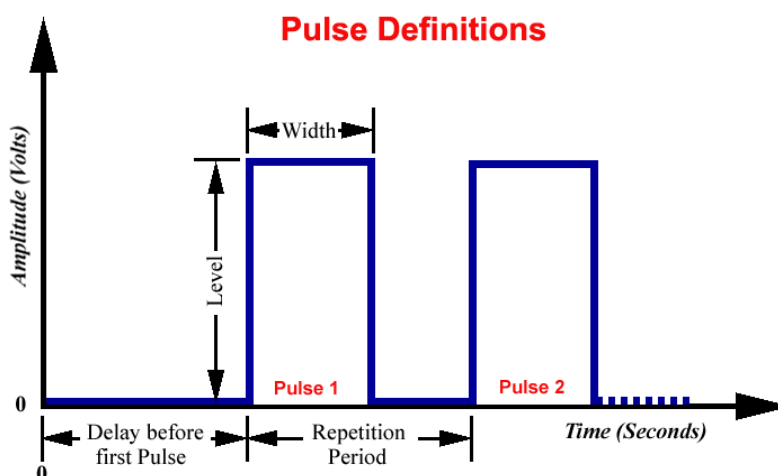 Pulse Definitions
Amplitude (Volts)
Width
Level
Pulse 1
Pulse 2
0
Delay before
first Pulse
Repetition
Period
Time (Seconds)
0